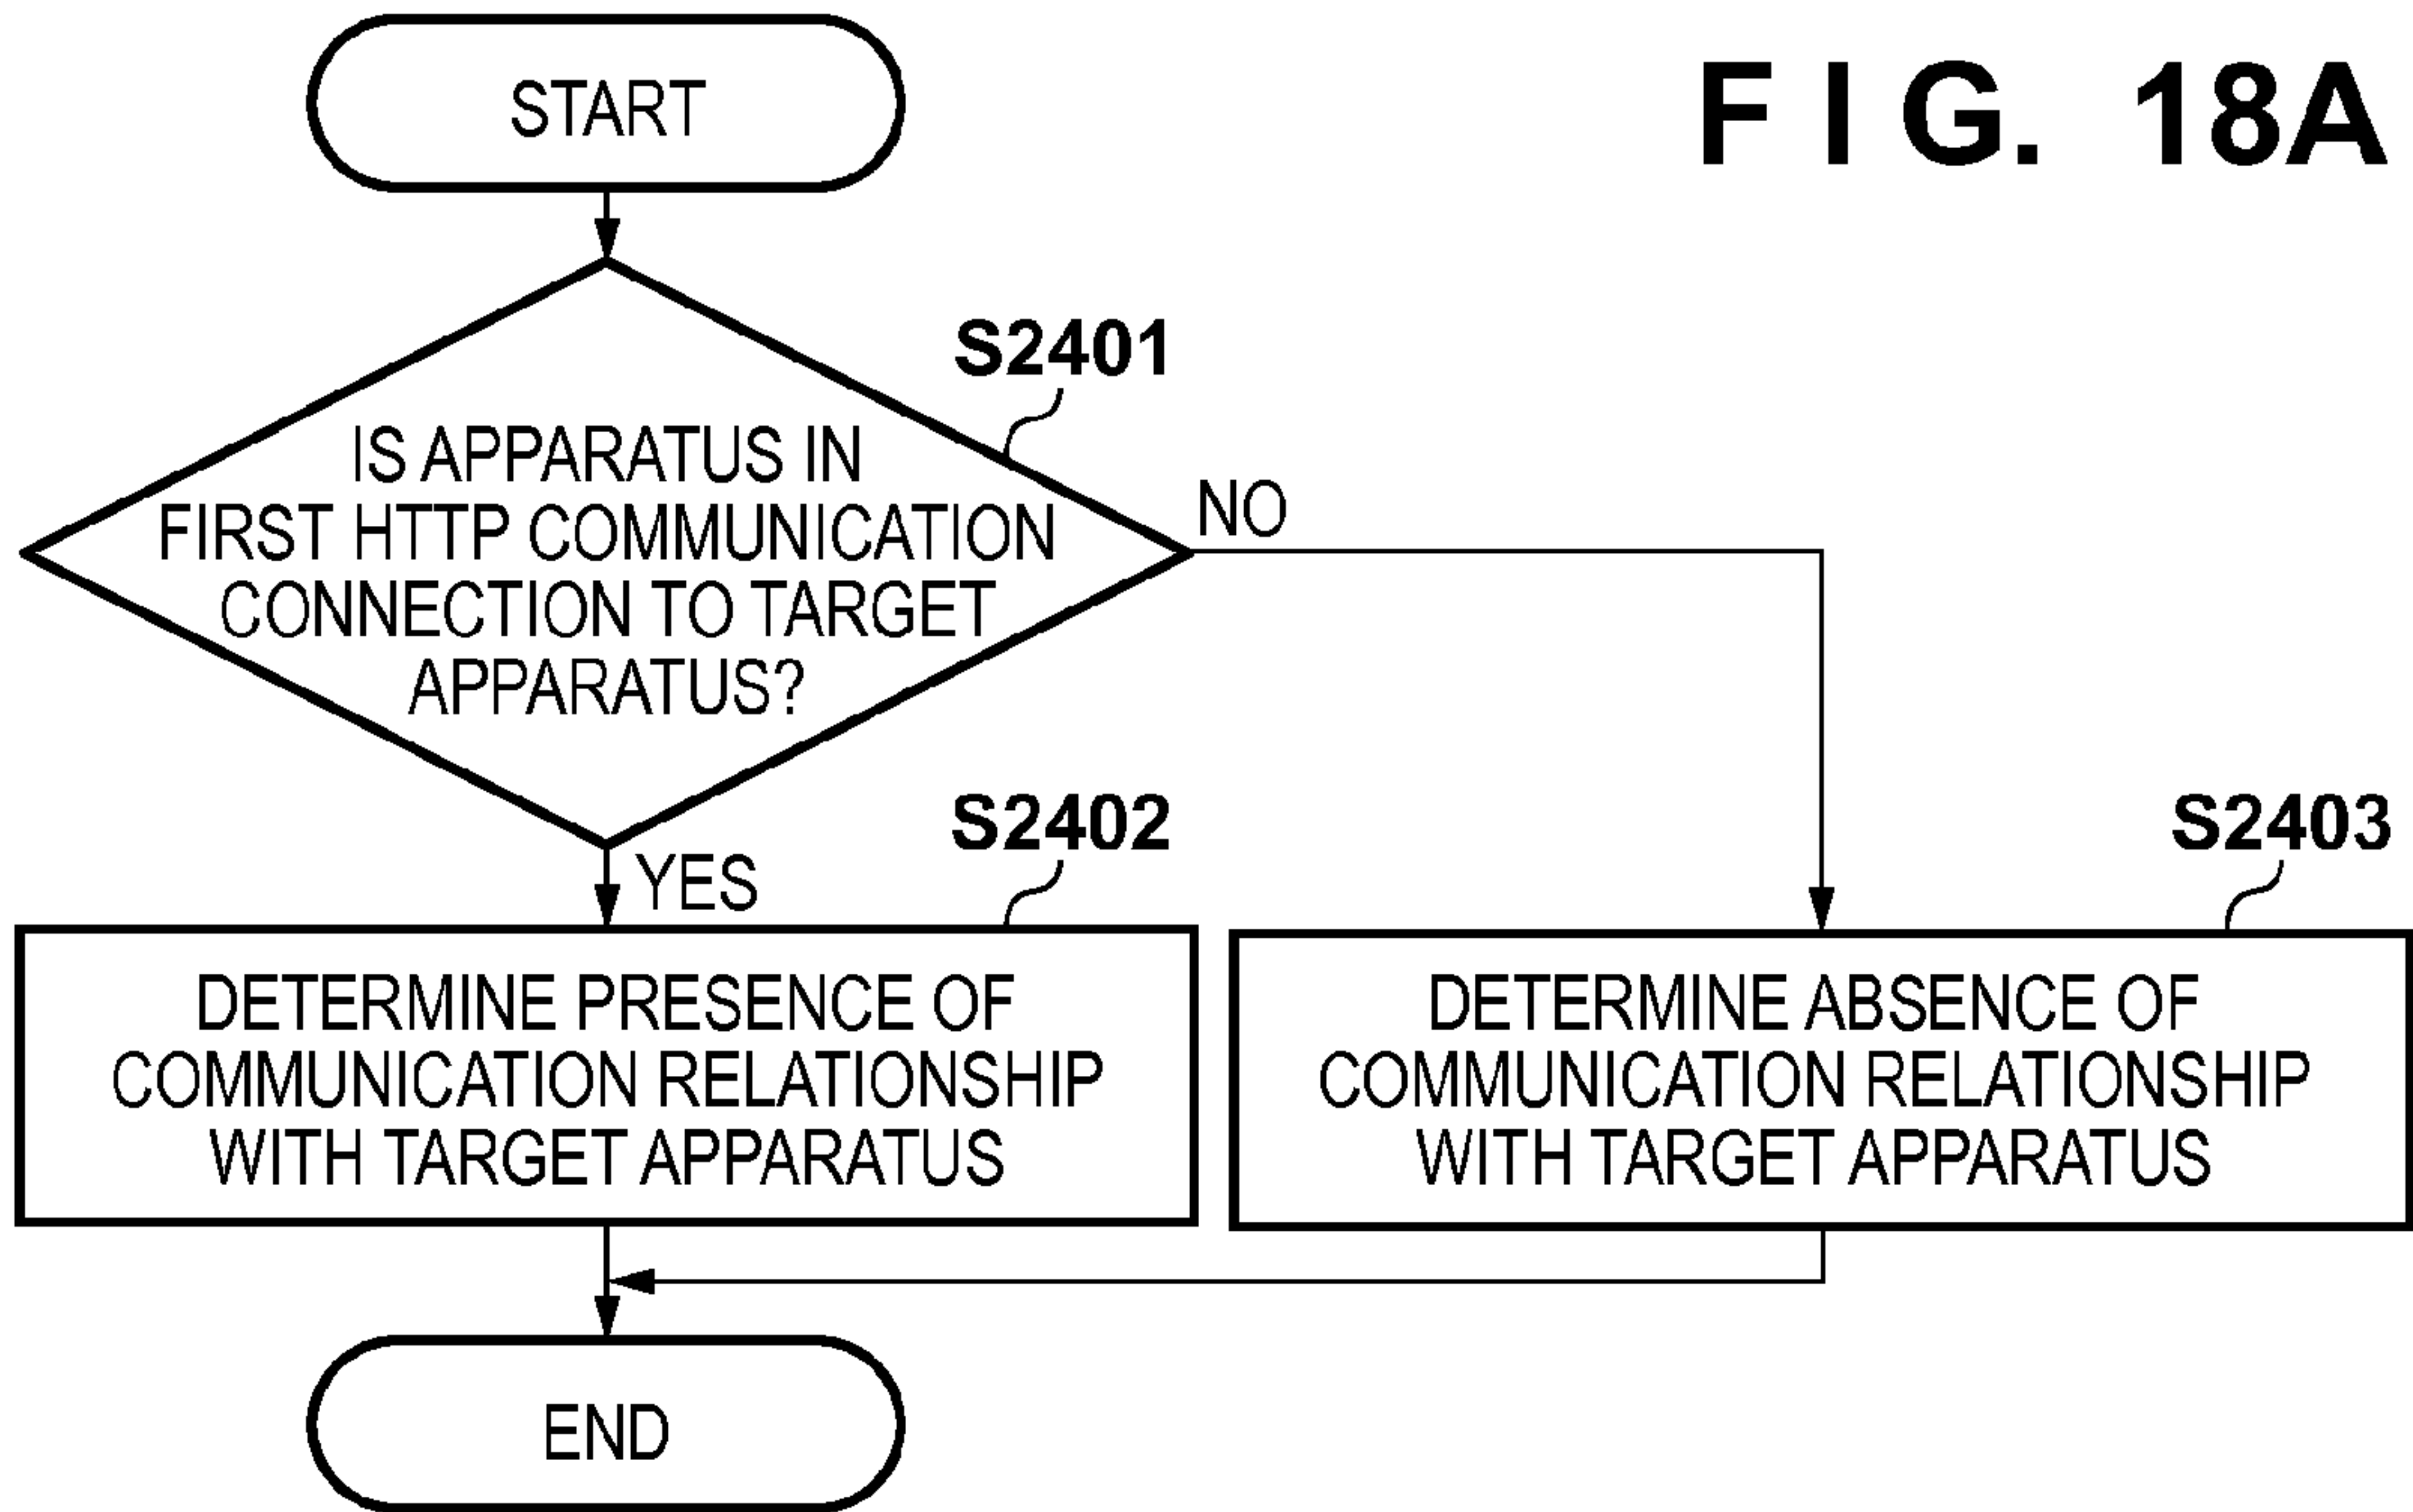 F I G. 18A
START
S2401
IS APPARATUS IN
FIRST HTTP COMMUNICATION
CONNECTION TO TARGET
APPARATUS?
NO
YES
S2402
DETERMINE PRESENCE OF
COMMUNICATION RELATIONSHIP
WITH TARGET APPARATUS
S2403
DETERMINE ABSENCE OF
COMMUNICATION RELATIONSHIP
WITH TARGET APPARATUS
END